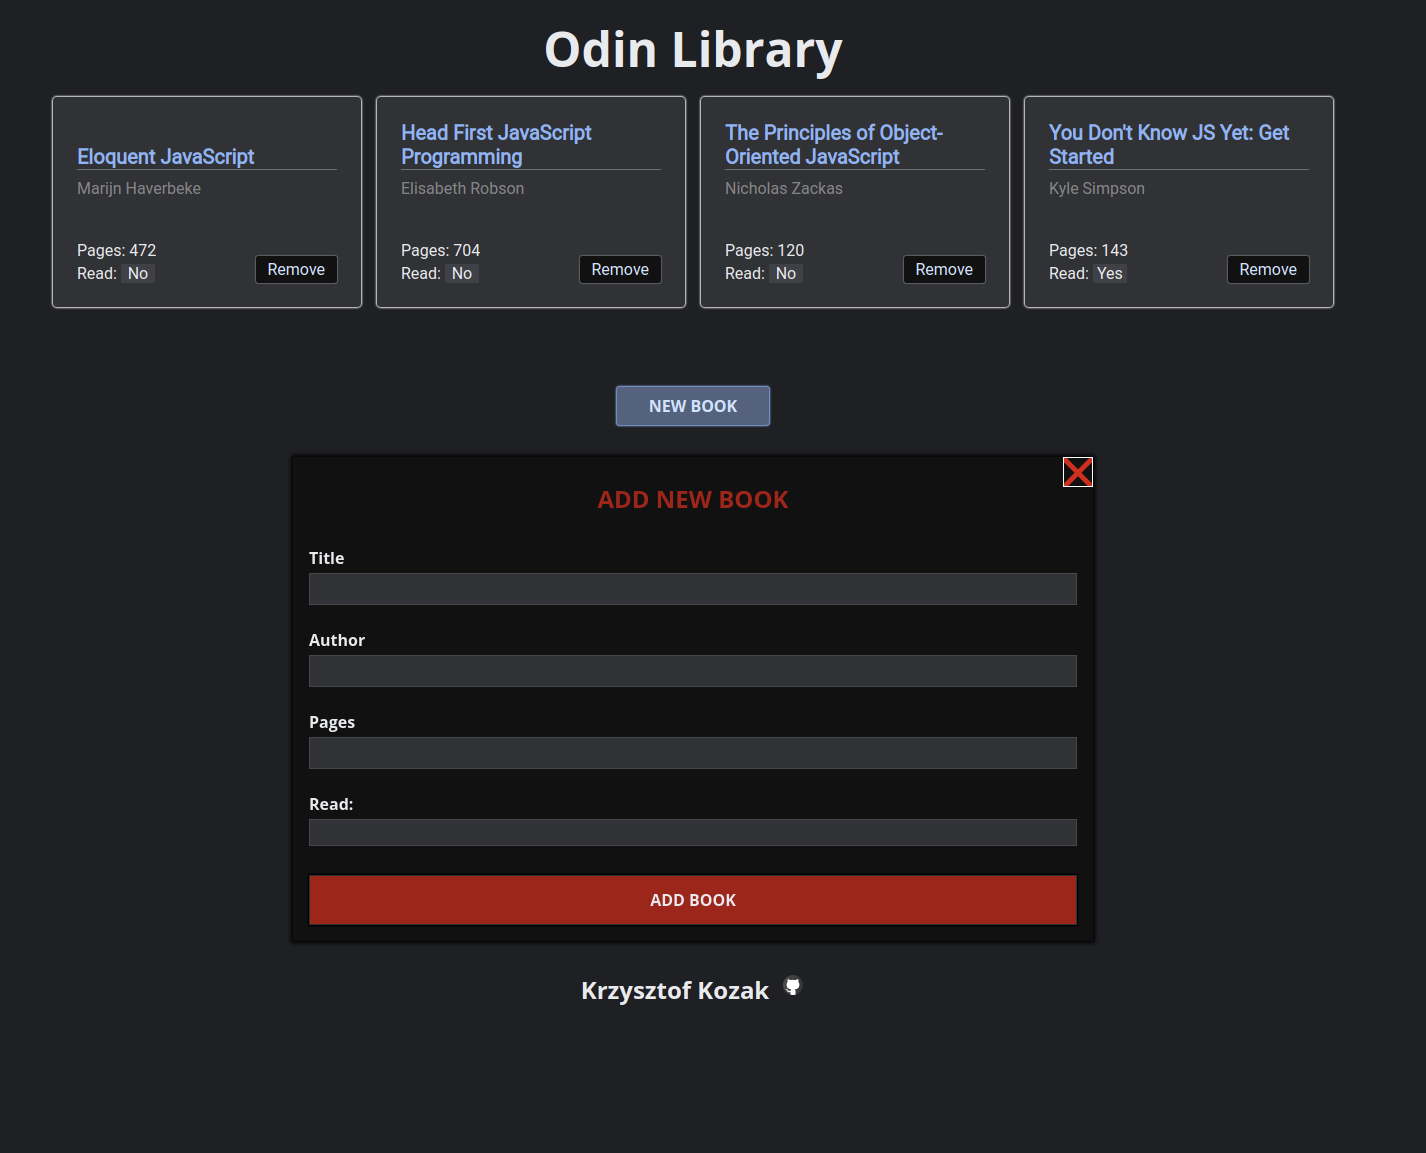 Odin Library
Eloquent JavaScript
Marijn Haverbeke
Pages: 472
Read: No
Remove
Head First JavaScript
Programming
Elisabeth Robson
Pages: 704
Read: No
Remove
The Principles of Object-
Oriented JavaScript
Nicholas Zackas
Pages: 120
Read: No
Remove
You Don't Know JS Yet: Get
Started
Kyle Simpson
Pages: 143
Read: Yes
Remove
NEW BOOK
ADD NEW BOOK
Title
Author
Pages
Read:
ADD BOOK
Krzysztof Kozak